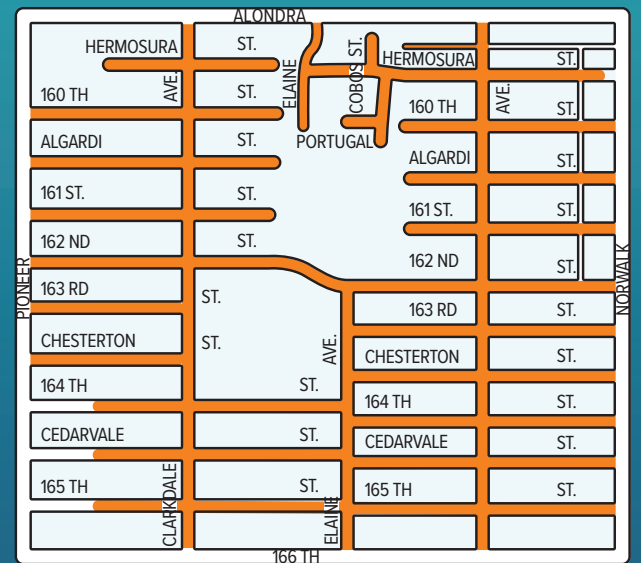 ALONDRA
HERMOSURA ST.
AVE.
ELAINE
COBOS ST.
HERMOSURA ST.
AVE.
160 TH ST.
160 TH ST.
ALGARDI ST.
PORTUGAL
ALGARDI ST.
161 ST. ST.
161 ST. ST.
162 ND ST.
162 ND ST.
PIONEER
NORWALK
163 RD ST.
163 RD ST.
CHESTERTON ST.
AVE.
CHESTERTON ST.
164 TH ST.
164 TH ST.
CEDARVALE ST.
CEDARVALE ST.
165 TH ST.
165 TH ST.
CLARKDALE
ELAINE
166 TH